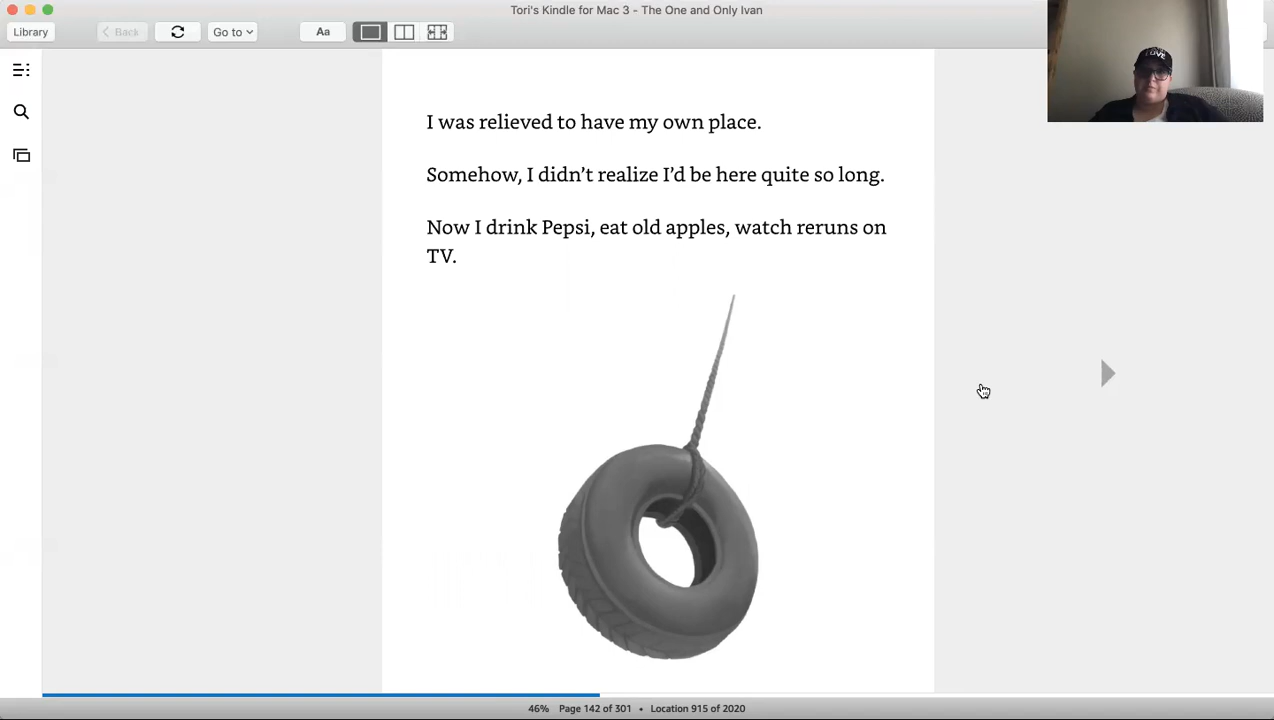 Tori's Kindle for Mac 3 - The One and Only Ivan
Library
Back
Go to
Aa
I was relieved to have my own place.
Somehow, I didn’t realize I’d be here quite so long.
Now I drink Pepsi, eat old apples, watch reruns on
TV.
46% Page 142 of 301 • Location 915 of 2020